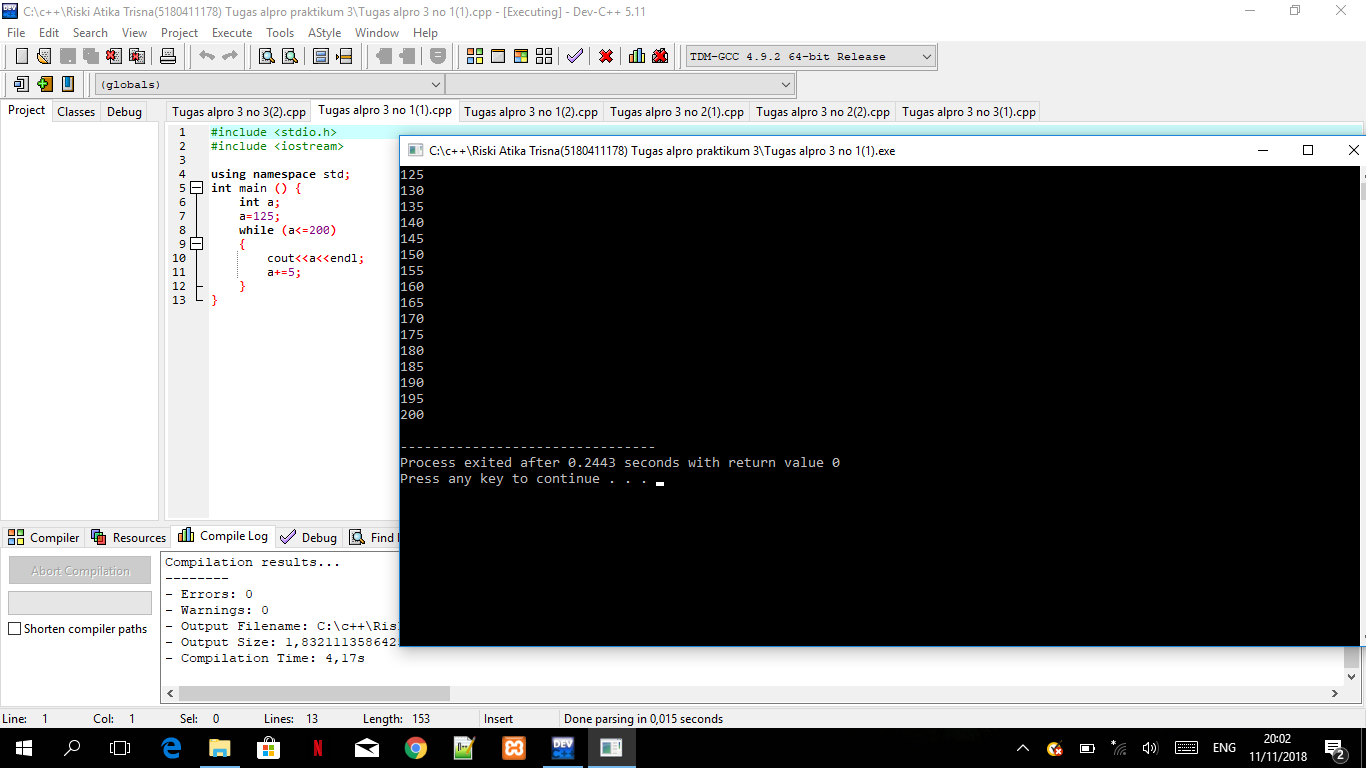 C:\c++\Riski Atika Trisna(5180411178) Tugas alpro praktikum 3\Tugas alpro 3 no 1(1).cpp - [Executing] - Dev-C++ 5.11
File Edit Search View Project Execute Tools AStyle Window Help
TDM-GCC 4.9.2 64-bit Release
(globals)
Project Classes Debug
Tugas alpro 3 no 3(2).cpp Tugas alpro 3 no 1(1).cpp Tugas alpro 3 no 1(2).cpp Tugas alpro 3 no 2(1).cpp Tugas alpro 3 no 2(2).cpp Tugas alpro 3 no 3(1).cpp
1 #include <stdio.h>
2 #include <iostream>
3
4 using namespace std;
5 int main () {
6 int a;
7 a=125;
8 while (a<=200)
9 {
10 cout<<a<<endl;
11 a+=5;
12 }
13 }
C:\c++\Riski Atika Trisna(5180411178) Tugas alpro praktikum 3\Tugas alpro 3 no 1(1).exe
125
130
135
140
145
150
155
160
165
170
175
180
185
190
195
200
--------------------------------
Process exited after 0.2443 seconds with return value 0
Press any key to continue . . .
Compiler Resources Compile Log Debug Find
Abort Compilation
Shorten compiler paths
Compilation results...
--------
- Errors: 0
- Warnings: 0
- Output Filename: C:\c++\Ris
- Output Size: 1,83211135864
- Compilation Time: 4,17s
Line: 1 Col: 1 Sel: 0 Lines: 13 Length: 153 Insert Done parsing in 0,015 seconds
DEV
ENG
20:02
11/11/2018
2